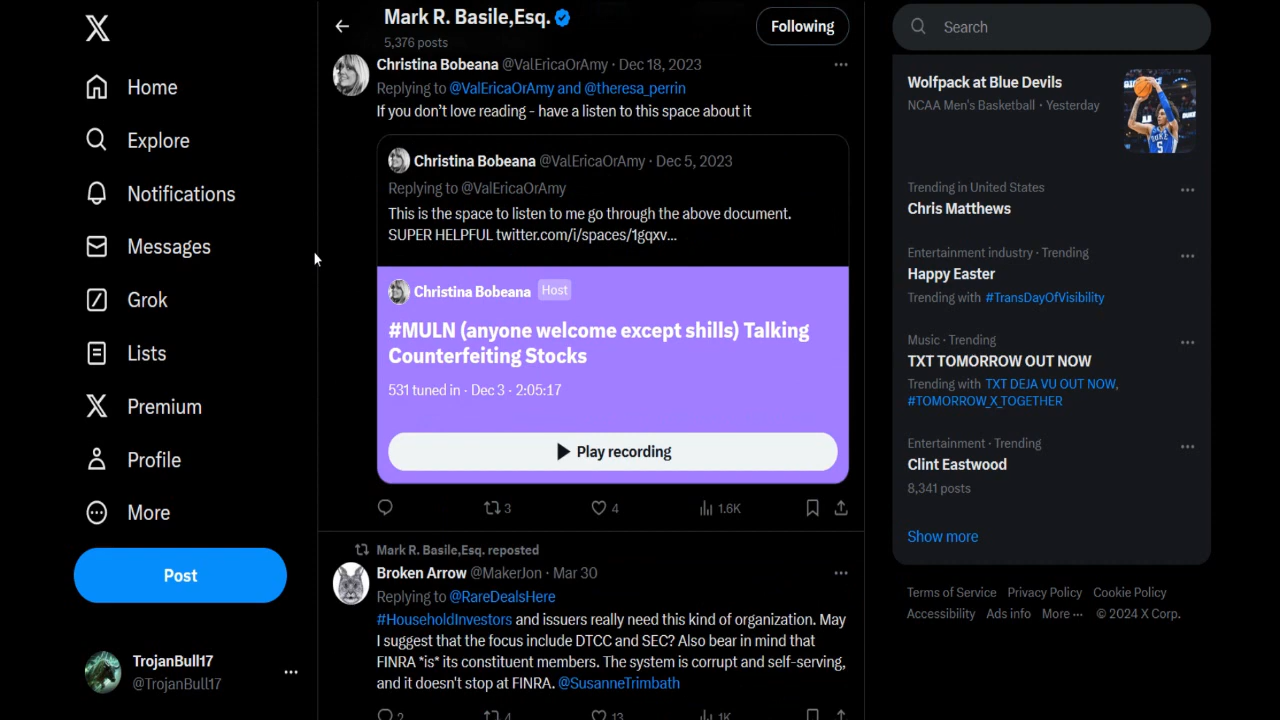 Home
Explore
Notifications
Messages
Grok
Lists
Premium
Profile
More
Post
TrojanBull17
@TrojanBull17
Mark R. Basile,Esq.
5,376 posts
Following
Christina Bobeana @ValEricaOrAmy · Dec 18, 2023
Replying to @ValEricaOrAmy and @theresa_perrin
If you don’t love reading - have a listen to this space about it
Christina Bobeana @ValEricaOrAmy · Dec 5, 2023
Replying to @ValEricaOrAmy
This is the space to listen to me go through the above document.
SUPER HELPFUL twitter.com/i/spaces/1gqxv...
Christina Bobeana Host
#MULN (anyone welcome except shills) Talking
Counterfeiting Stocks
531 tuned in · Dec 3 · 2:05:17
Play recording
3 4 1.6K
Mark R. Basile,Esq. reposted
Broken Arrow @MakerJon · Mar 30
Replying to @RareDealsHere
#HouseholdInvestors and issuers really need this kind of organization. May
I suggest that the focus include DTCC and SEC? Also bear in mind that
FINRA *is* its constituent members. The system is corrupt and self-serving,
and it doesn't stop at FINRA. @SusanneTrimbath
2 4 13 1K
Search
Wolfpack at Blue Devils
NCAA Men's Basketball · Yesterday
Trending in United States
Chris Matthews
Entertainment industry · Trending
Happy Easter
Trending with #TransDayOfVisibility
Music · Trending
TXT TOMORROW OUT NOW
Trending with TXT DEJA VU OUT NOW,
#TOMORROW_X_TOGETHER
Entertainment · Trending
Clint Eastwood
8,341 posts
Show more
Terms of Service Privacy Policy Cookie Policy
Accessibility Ads info More ··· © 2024 X Corp.